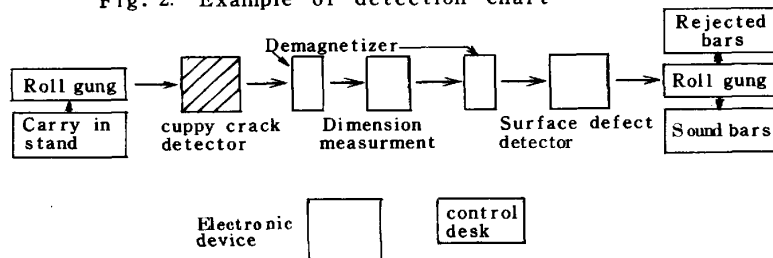 Fig. 2. Example of detection chart
Demagnetizer
Rejected
bars
Roll gung
Roll gung
Carry in
stand
cuppy crack
detector
Dimension
measurment
Surface defect
detector
Sound bars
Electronic
device
control
desk